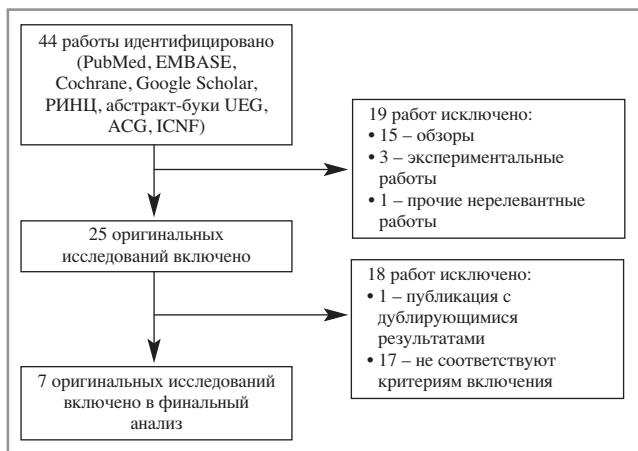 44 работы идентифицировано
(PubMed, EMBASE,
Cochrane, Google Scholar,
РИНЦ, абстракт-буки UEG,
ACG, ICNF)
19 работ исключено:
• 15 – обзоры
• 3 – экспериментальные
работы
• 1 – прочие нерелевантные
работы
25 оригинальных
исследований включено
18 работ исключено:
• 1 – публикация с
дублирующимися
результатами
• 17 – не соответствуют
критериям включения
7 оригинальных исследований
включено в финальный
анализ